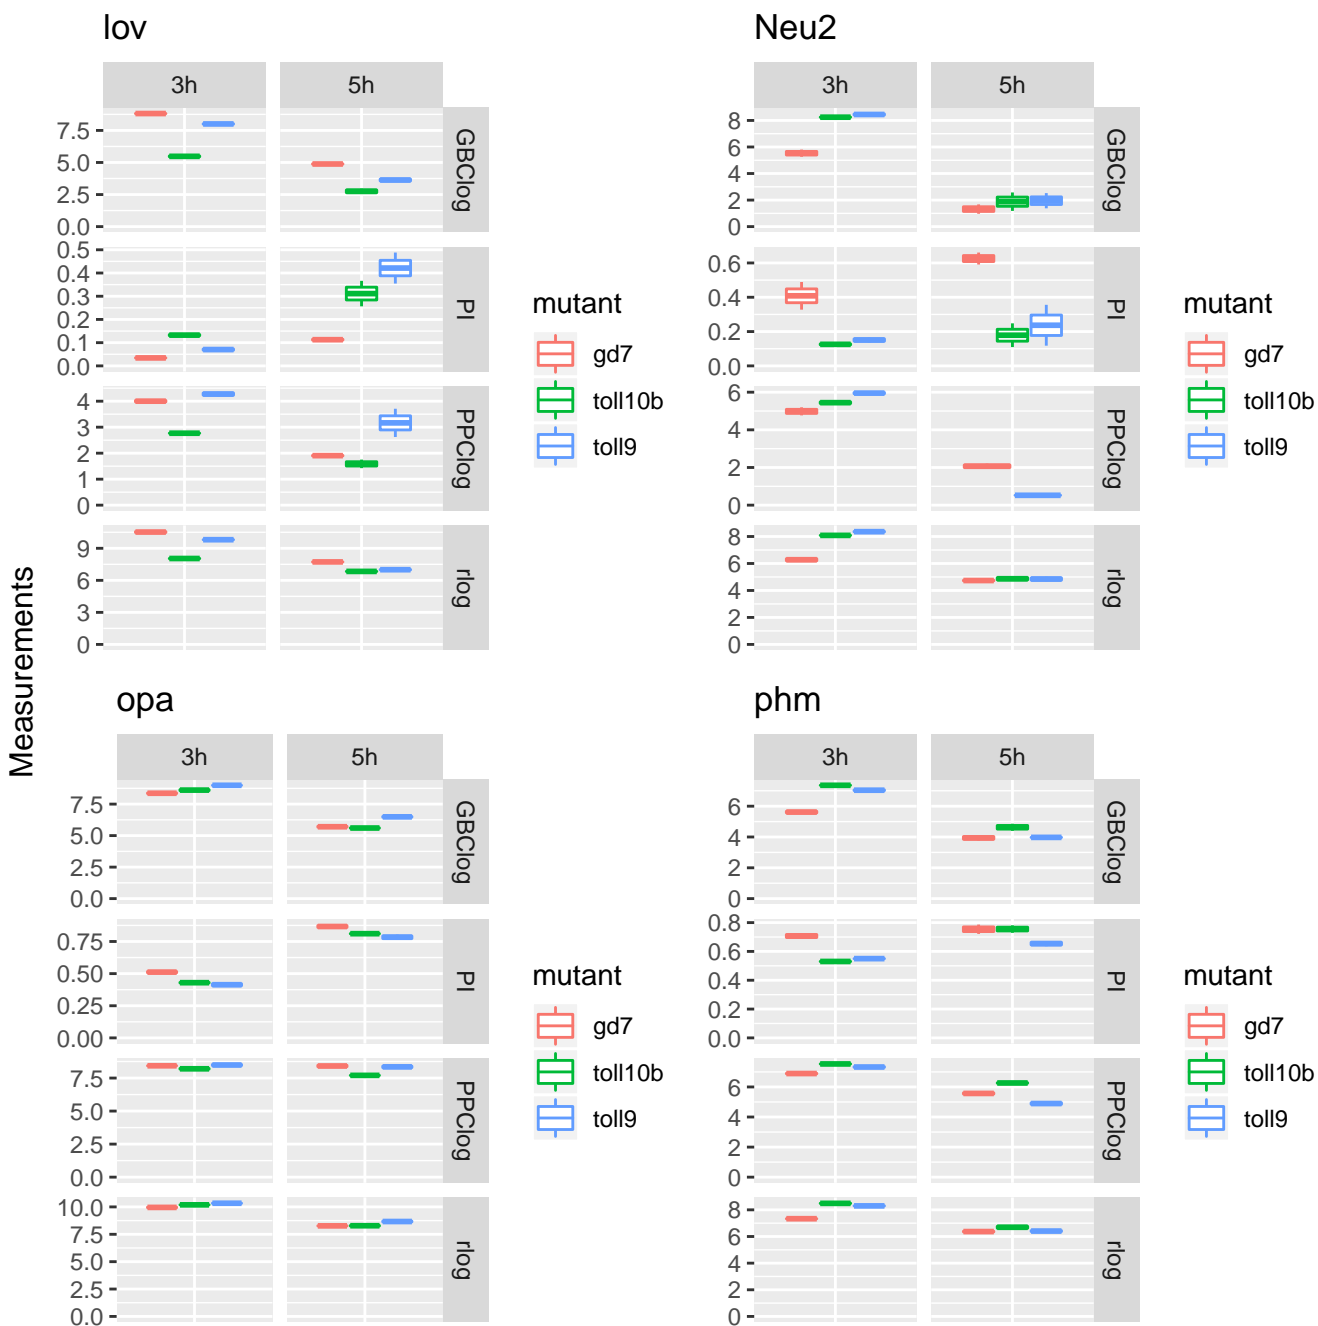 Measurements
lov
3h 5h
7.5
5.0
2.5
0.0
GBClog
0.5
0.4
0.3
0.2
0.1
0.0
PI
4
3
2
1
0
PPClog
9
6
3
0
rlog
mutant
gd7
toll10b
toll9
Neu2
3h 5h
8
6
4
2
0
GBClog
0.6
0.4
0.2
0.0
PI
6
4
2
0
PPClog
8
6
4
2
0
rlog
mutant
gd7
toll10b
toll9
opa
3h 5h
7.5
5.0
2.5
0.0
GBClog
0.75
0.50
0.25
0.00
PI
7.5
5.0
2.5
0.0
PPClog
10.0
7.5
5.0
2.5
0.0
rlog
mutant
gd7
toll10b
toll9
phm
3h 5h
6
4
2
0
GBClog
0.8
0.6
0.4
0.2
0.0
PI
6
4
2
0
PPClog
8
6
4
2
0
rlog
mutant
gd7
toll10b
toll9